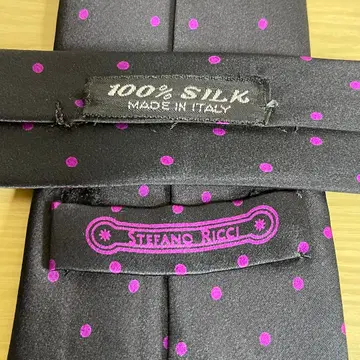 100% SILK
MADE IN ITALY
STEFANO RICCI